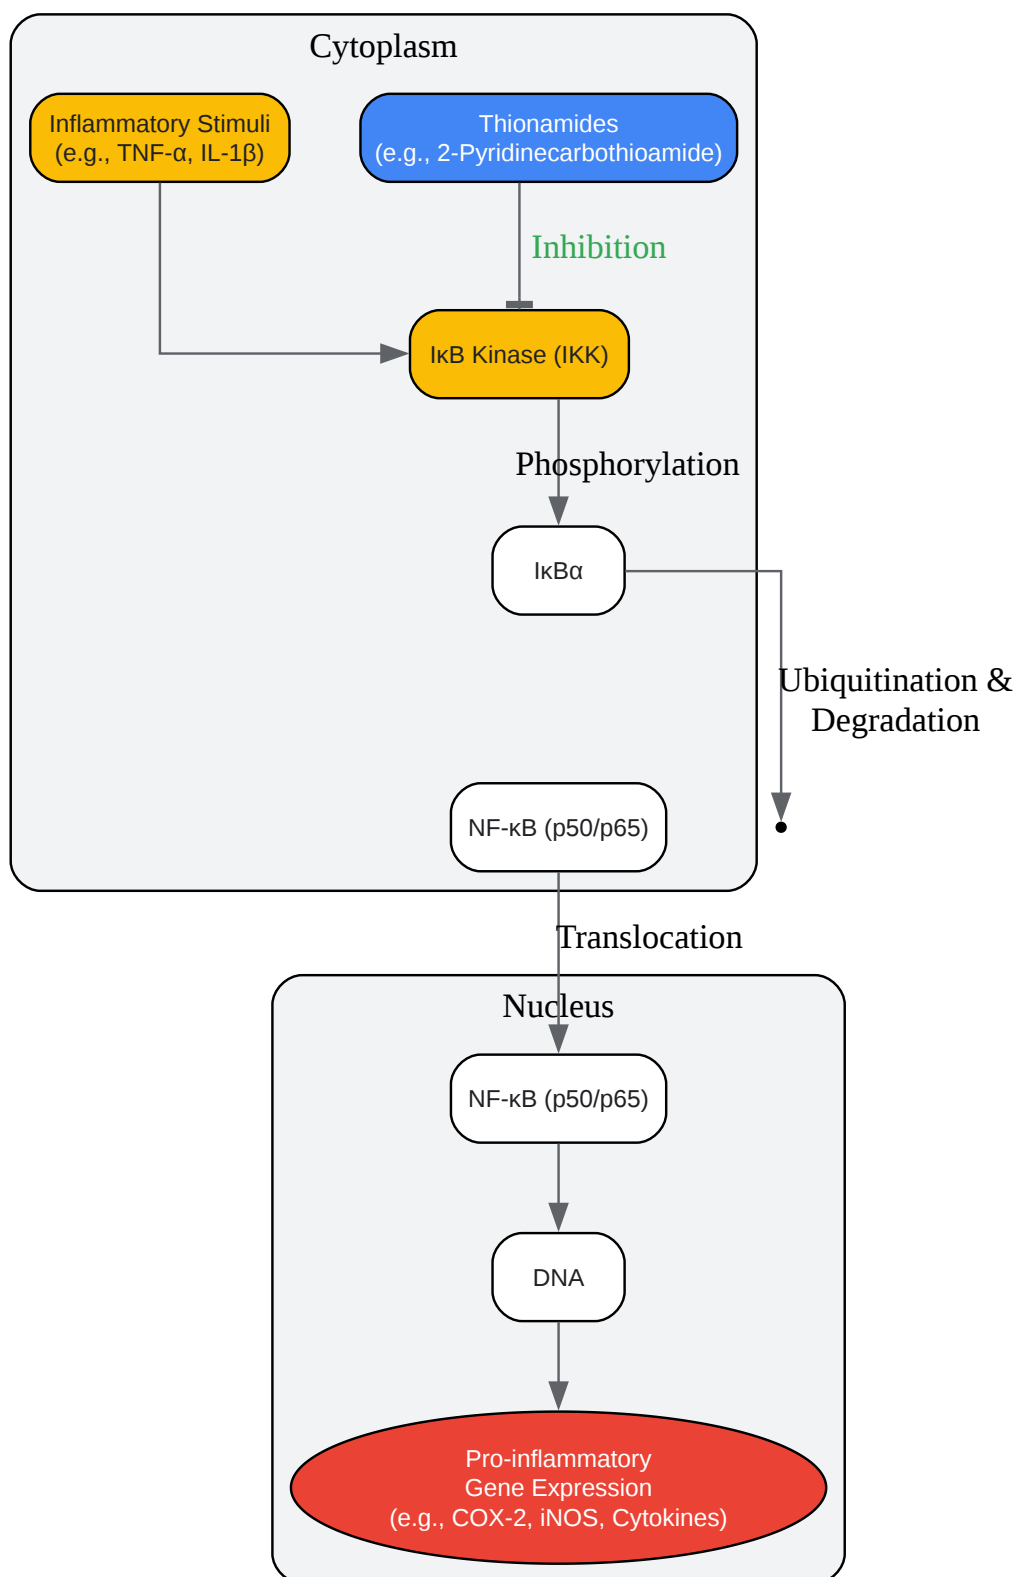 Cytoplasm
Inflammatory Stimuli
(e.g., TNF-α, IL-1β)
Thionamides
(e.g., 2-Pyridinecarbothioamide)
Inhibition
IκB Kinase (IKK)
Phosphorylation
IκBα
Ubiquitination &
Degradation
NF-κB (p50/p65)
Translocation
Nucleus
NF-κB (p50/p65)
DNA
Pro-inflammatory
Gene Expression
(e.g., COX-2, iNOS, Cytokines)